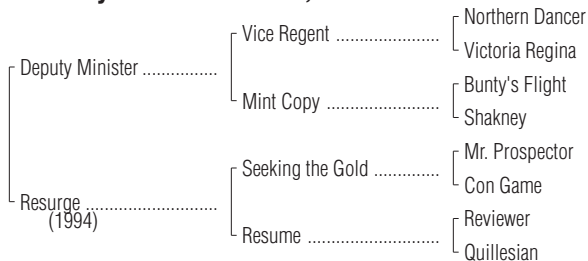 Northern Dancer
Vice Regent ....................
Victoria Regina
Deputy Minister ...............
Bunty's Flight
Mint Copy ......................
Shakney
Mr. Prospector
Seeking the Gold ..............
Con Game
Resurge ..........................
(1994)
Reviewer
Resume ..........................
Quillesian